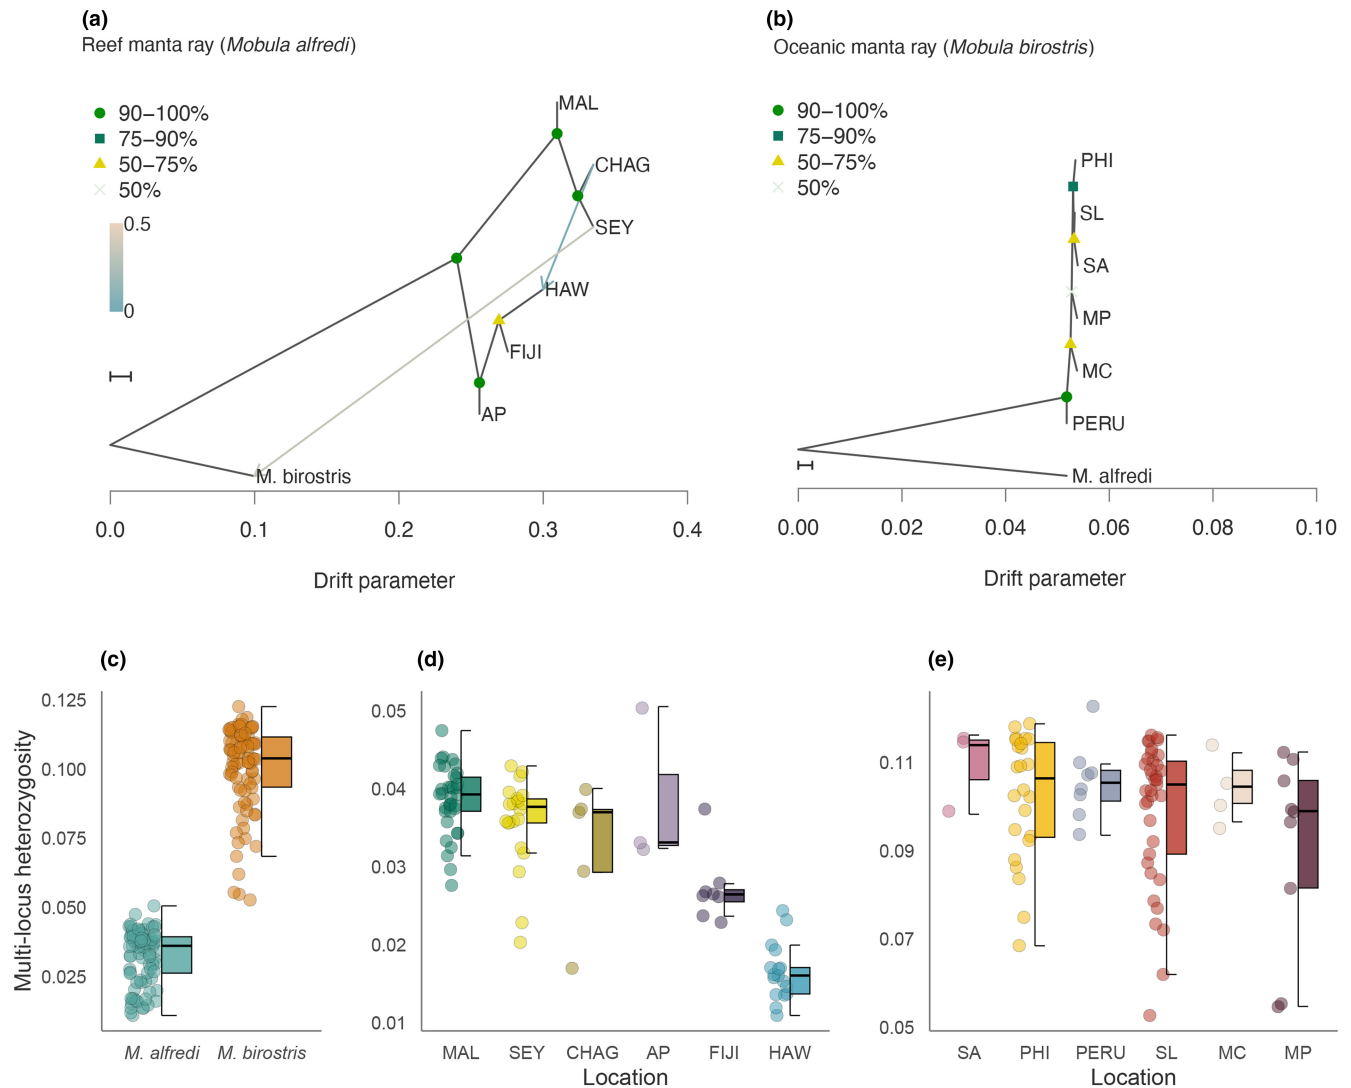 (a)
Reef manta ray (Mobula alfredi)
90–100%
75–90%
50–75%
50%
0.5
0
MAL
CHAG
SEY
HAW
FIJI
AP
M. birostris
0.0 0.1 0.2 0.3 0.4
Drift parameter
(b)
Oceanic manta ray (Mobula birostris)
90–100%
75–90%
50–75%
50%
PHI
SL
SA
MP
MC
PERU
M. alfredi
0.00 0.02 0.04 0.06 0.08 0.10
Drift parameter
(c)
Multi-locus heterozygosity
0.125
0.100
0.075
0.050
0.025
M. alfredi M. birostris
(d)
0.05
0.04
0.03
0.02
0.01
MAL SEY CHAG AP FIJI HAW
Location
(e)
0.11
0.09
0.07
0.05
SA PHI PERU SL MC MP
Location